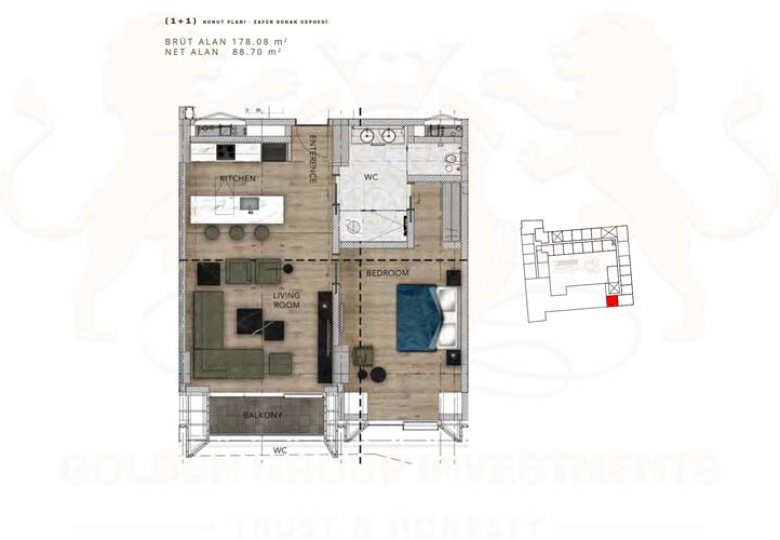 (1+1) KONUT PLANI - ZAFER SOKAK CEPHESİ
BRÜT ALAN 178.08 m²
NET ALAN 88.70 m²
ENTERENCE
KITCHEN
WC
BEDROOM
LIVING
ROOM
BALKONY
WC
GOLDEN GROUP INVESTMENTS
TRUST & HONESTY